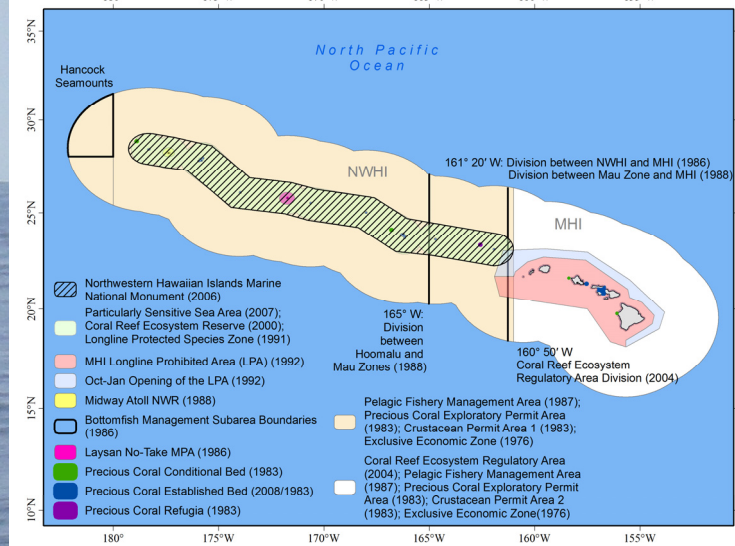 North Pacific
Ocean
Hancock
Seamounts
35°N
30°N
25°N
20°N
15°N
10°N
NWHI
MHI
161° 20' W: Division between NWHI and MHI (1986)
Division between Mau Zone and MHI (1988)
165° W:
Division
between
Hoomalu and
Mau Zones (1988)
160° 50' W
Coral Reef Ecosystem
Regulatory Area Division (2004)
Northwestern Hawaiian Islands Marine
National Monument (2006)
Particularly Sensitive Sea Area (2007);
Coral Reef Ecosystem Reserve (2000);
Longline Protected Species Zone (1991)
MHI Longline Prohibited Area (LPA) (1992)
Oct-Jan Opening of the LPA (1992)
Midway Atoll NWR (1988)
Bottomfish Management Subarea Boundaries
(1986)
Laysan No-Take MPA (1986)
Precious Coral Conditional Bed (1983)
Precious Coral Established Bed (2008/1983)
Precious Coral Refugia (1983)
Pelagic Fishery Management Area (1987);
Precious Coral Exploratory Permit Area
(1983); Crustacean Permit Area 1 (1983);
Exclusive Economic Zone (1976)
Coral Reef Ecosystem Regulatory Area
(2004); Pelagic Fishery Management Area
(1987); Precious Coral Exploratory Permit
Area (1983); Crustacean Permit Area 2
(1983); Exclusive Economic Zone(1976)
180° 175°W 170°W 165°W 160°W 155°W